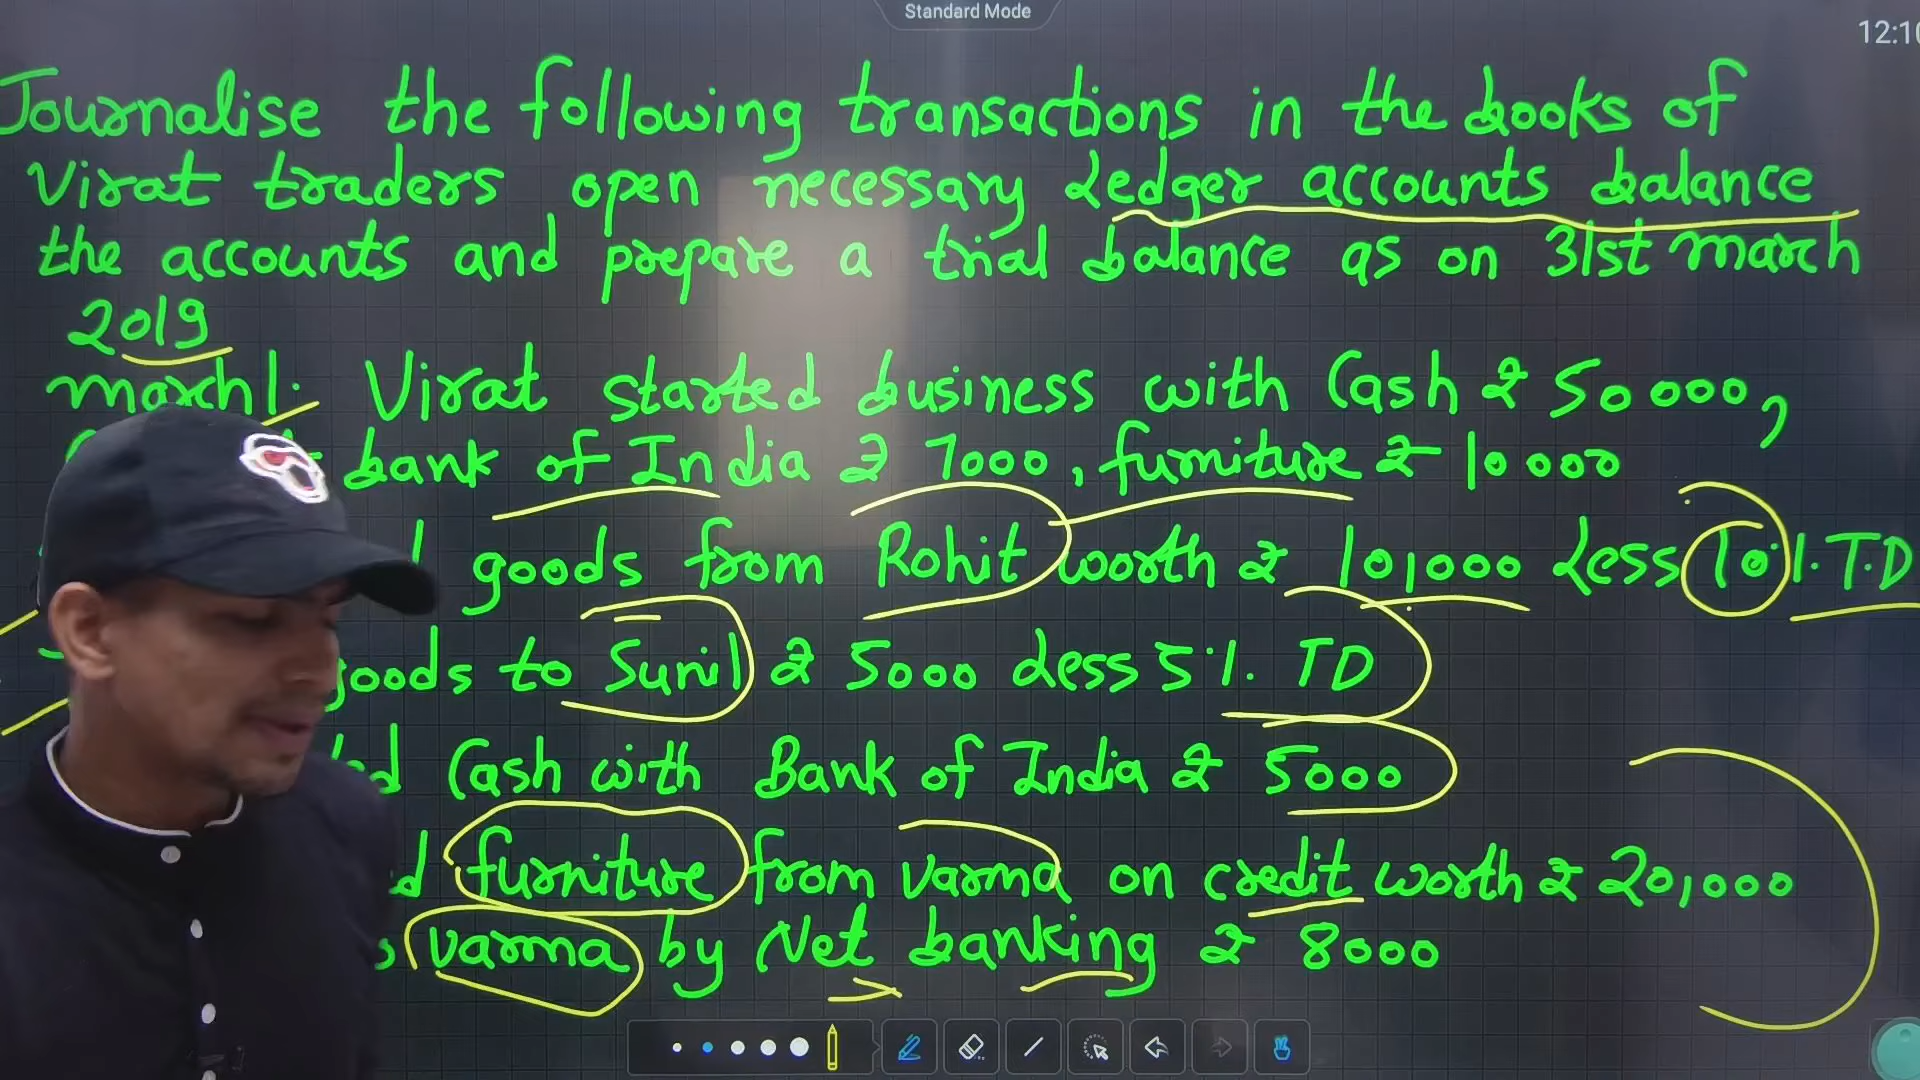 Standard Mode
12:10
Journalise the following transactions in the books of
Virat traders open necessary Ledger accounts balance
the accounts and prepare a trial balance as on 31st march
2019
march 1. Virat started business with Cash ₹ 50000,
bank of India ₹ 7000, furniture ₹ 10000
goods from Rohit worth ₹ 10,000 Less 10%. T.D
goods to Sunil ₹ 5000 Less 5%. TD
Cash with Bank of India ₹ 5000
furniture from varma on credit worth ₹ 20,000
varma by Net banking ₹ 8000